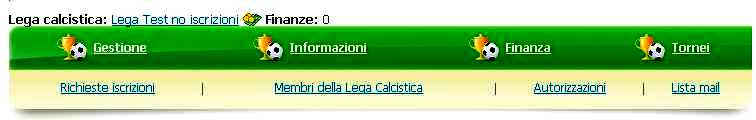 Lega calcistica: Lega Test no iscrizioni Finanze: 0
Gestione Informazioni Finanza Tornei
Richieste iscrizioni | Membri della Lega Calcistica | Autorizzazioni | Lista mail